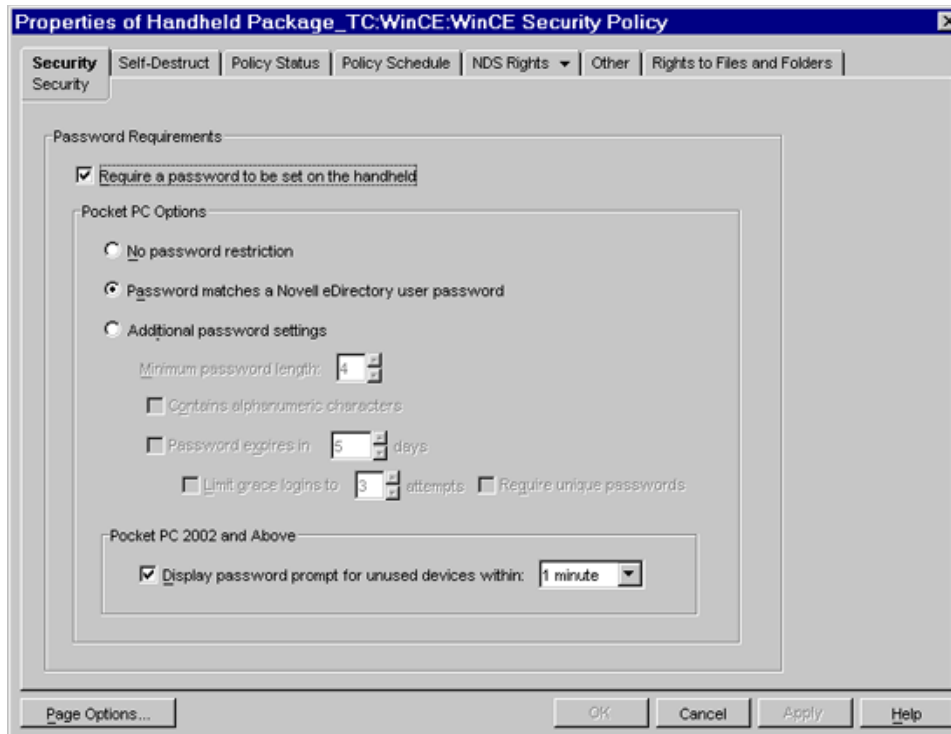 Properties of Handheld Package_TC:WinCE:WinCE Security Policy
Security Self-Destruct Policy Status Policy Schedule NDS Rights Other Rights to Files and Folders
Security
Password Requirements
Require a password to be set on the handheld
Pocket PC Options
No password restriction
Password matches a Novell eDirectory user password
Additional password settings
Minimum password length: 4
Contains alphanumeric characters
Password expires in 5 days
Limit grace logins to 3 attempts Require unique passwords
Pocket PC 2002 and Above
Display password prompt for unused devices within: 1 minute
Page Options... OK Cancel Apply Help